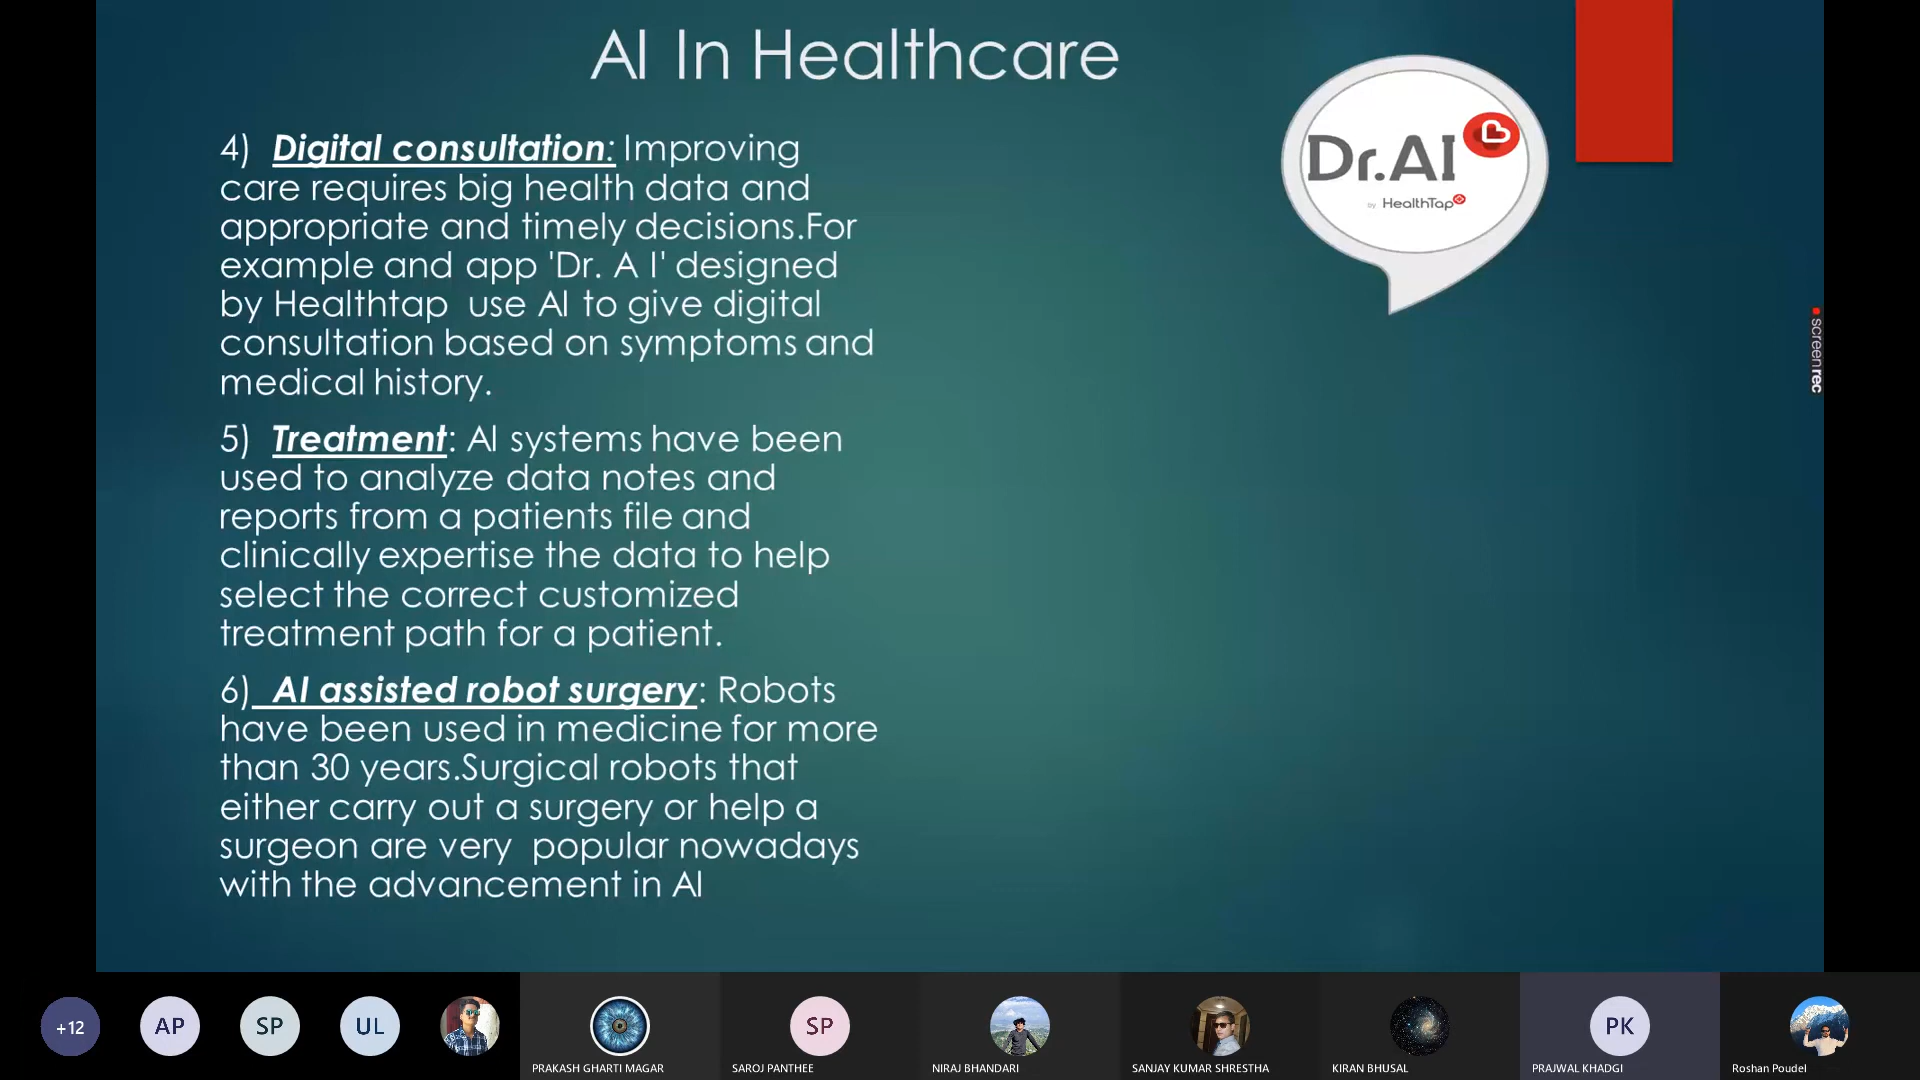 AI In Healthcare
4) Digital consultation: Improving
care requires big health data and
appropriate and timely decisions.For
example and app 'Dr. A I' designed
by Healthtap  use AI to give digital
consultation based on symptoms and
medical history.
5) Treatment: AI systems have been
used to analyze data notes and
reports from a patients file and
clinically expertise the data to help
select the correct customized
treatment path for a patient.
6) AI assisted robot surgery: Robots
have been used in medicine for more
than 30 years.Surgical robots that
either carry out a surgery or help a
surgeon are very  popular nowadays
with the advancement in AI
Dr.AI
by HealthTap
screenrec
+12
AP
SP
UL
SP
PK
PRAKASH GHARTI MAGAR
SAROJ PANTHEE
NIRAJ BHANDARI
SANJAY KUMAR SHRESTHA
KIRAN BHUSAL
PRAJWAL KHADGI
Roshan Poudel